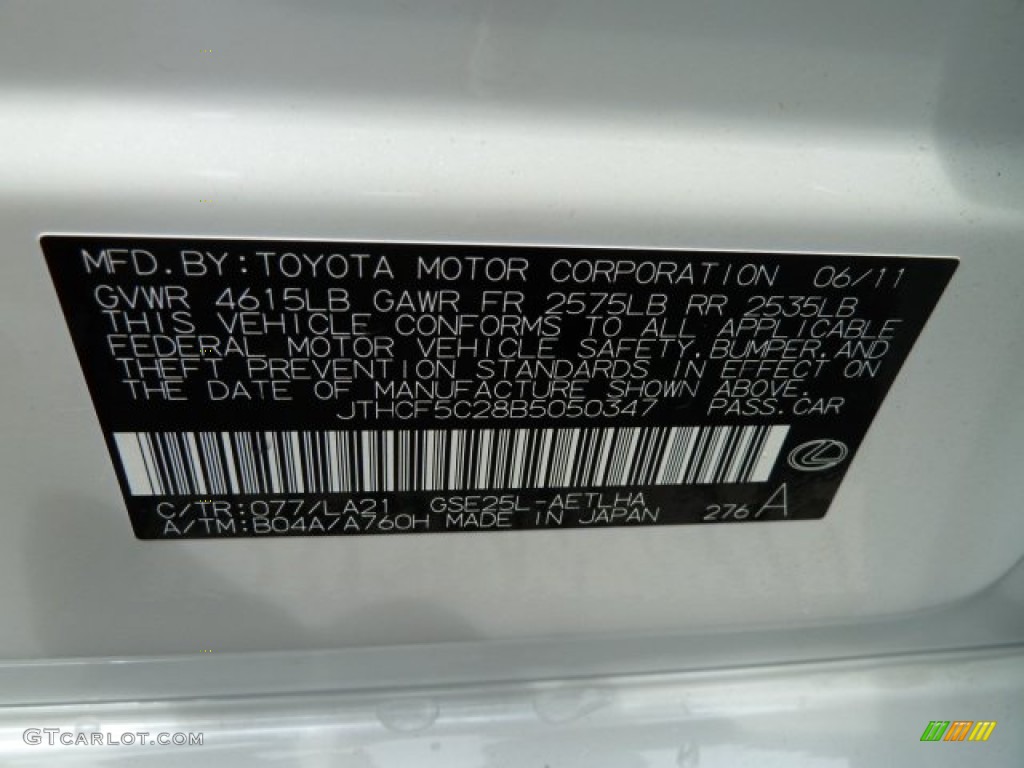 MFD.BY:TOYOTA MOTOR CORPORATION 06/11
GVWR 4615LB GAWR FR 2575LB RR 2535LB
THIS VEHICLE CONFORMS TO ALL APPLICABLE
FEDERAL MOTOR VEHICLE SAFETY,BUMPER,AND
THEFT PREVENTION STANDARDS IN EFFECT ON
THE DATE OF MANUFACTURE SHOWN ABOVE.
JTHCF5C28B5050347 PASS.CAR
C/TR:077/LA21 GSE25L-AETLHA
A/TM:B04A/A760H MADE IN JAPAN 276 A
GTCARLOT.COM